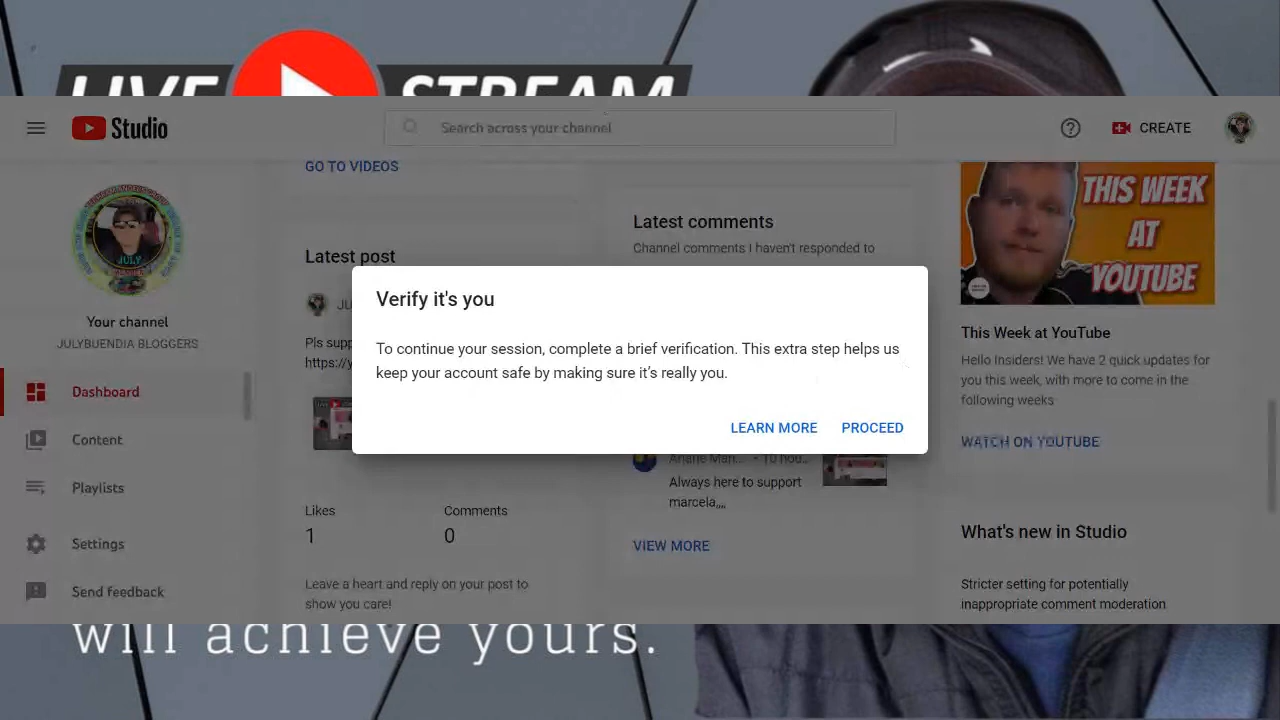 LIVE STREAM
Studio
Search across your channel
CREATE
GO TO VIDEOS
JULY
Your channel
JULYBUENDIA BLOGGERS
Dashboard
Content
Playlists
Settings
Send feedback
Latest post
JU
Pls supp
https://y
Likes
Comments
1
0
Leave a heart and reply on your post to
show you care!
Latest comments
Channel comments I haven't responded to
Verify it's you
To continue your session, complete a brief verification. This extra step helps us
keep your account safe by making sure it's really you.
LEARN MORE
PROCEED
Always here to support
marcela,,,,
VIEW MORE
THIS WEEK
AT
YOUTUBE
This Week at YouTube
Hello Insiders! We have 2 quick updates for
you this week, with more to come in the
following weeks
WATCH ON YOUTUBE
What's new in Studio
Stricter setting for potentially
inappropriate comment moderation
will achieve yours.